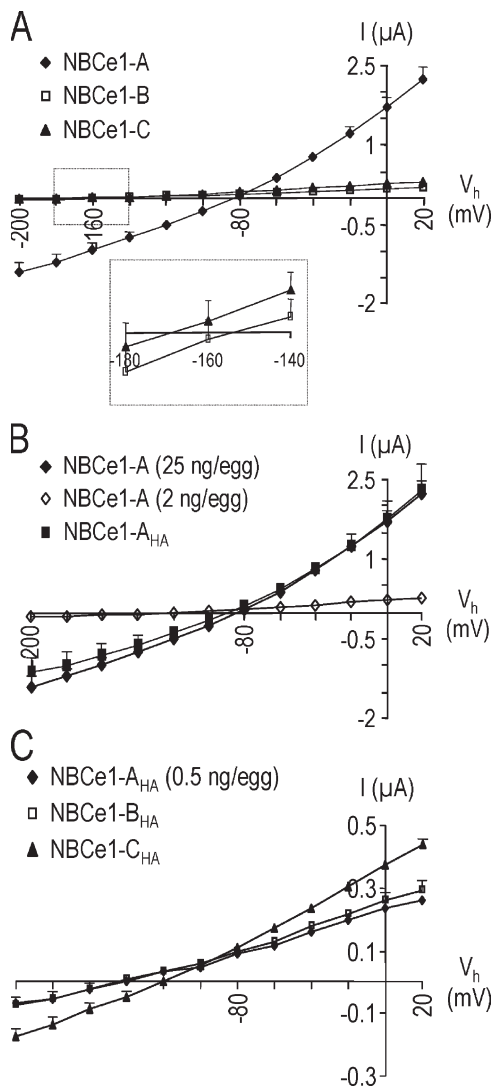 A
I (µA)
NBCe1-A
NBCe1-B
NBCe1-C
2.5
1
-200
-160
-80
V_h
(mV)
20
-0.5
-2
-180
-160
-140
B
I (µA)
NBCe1-A (25 ng/egg)
NBCe1-A (2 ng/egg)
NBCe1-A_HA
2.5
1
-200
-80
V_h
(mV)
20
-0.5
-2
C
NBCe1-A_HA (0.5 ng/egg)
NBCe1-B_HA
NBCe1-C_HA
I (µA)
0.5
0.3
0.1
-80
V_h
(mV)
20
-0.1
-0.3